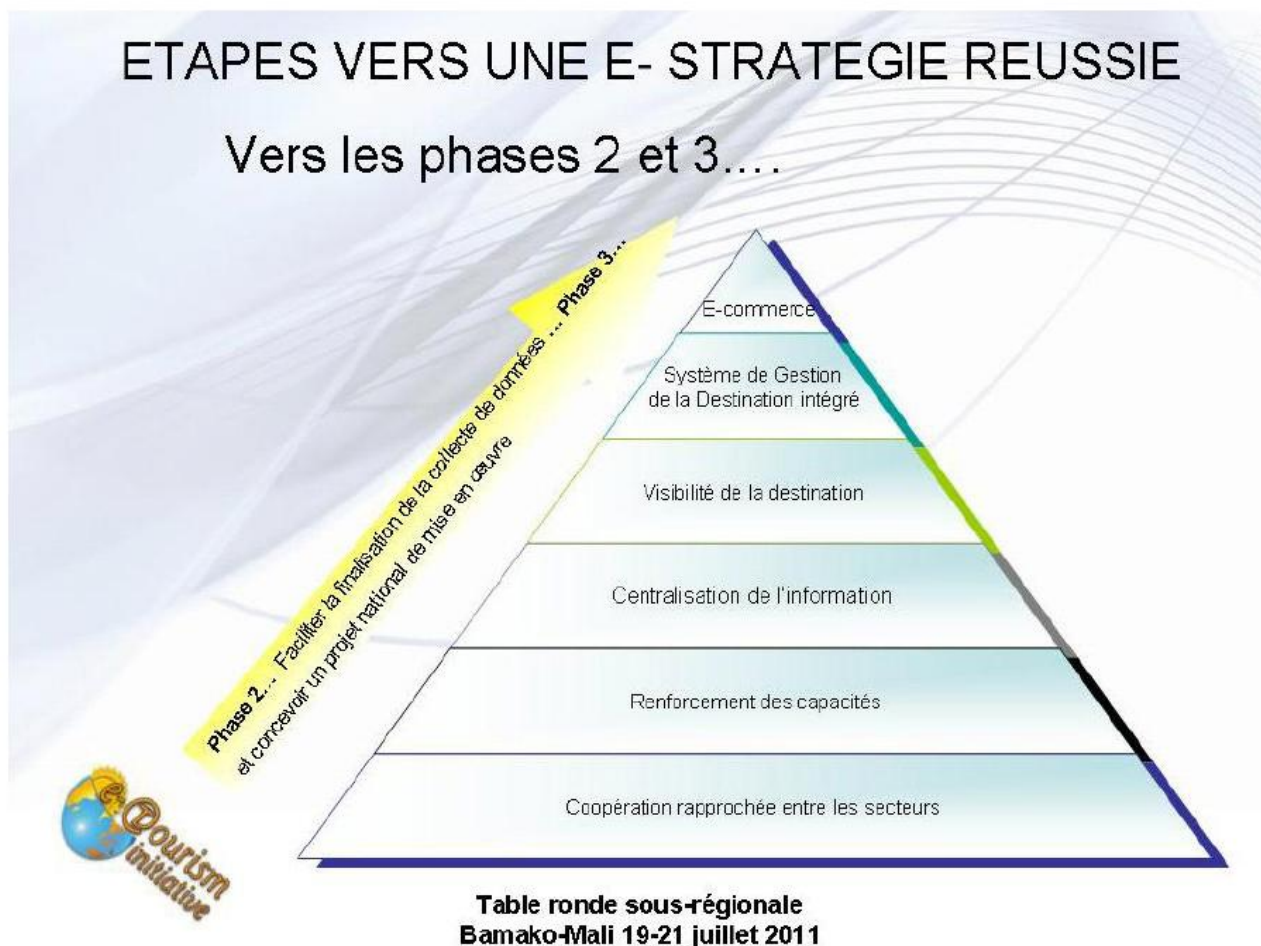 ETAPES VERS UNE E- STRATEGIE REUSSIE
Vers les phases 2 et 3....
Phase 2... Faciliter la finalisation de la collecte de données ... Phase 3...
et concevoir un projet national de mise en œuvre
E-commerce
Système de Gestion
de la Destination intégré
Visibilité de la destination
Centralisation de l'information
Renforcement des capacités
Coopération rapprochée entre les secteurs
e-@ourism
initiative
Table ronde sous-régionale
Bamako-Mali 19-21 juillet 2011